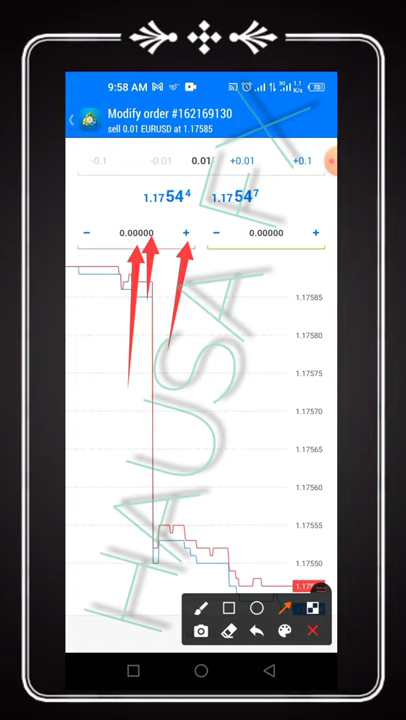 9:58 AM
1.1
K/s
Modify order #162169130
sell 0.01 EURUSD at 1.17585
-0.1 -0.01 0.01 +0.01 +0.1
1.17544 1.17547
- 0.00000 + - 0.00000 +
1.17585
1.17580
1.17575
1.17570
1.17565
1.17560
1.17555
1.17550
HAUSA FX